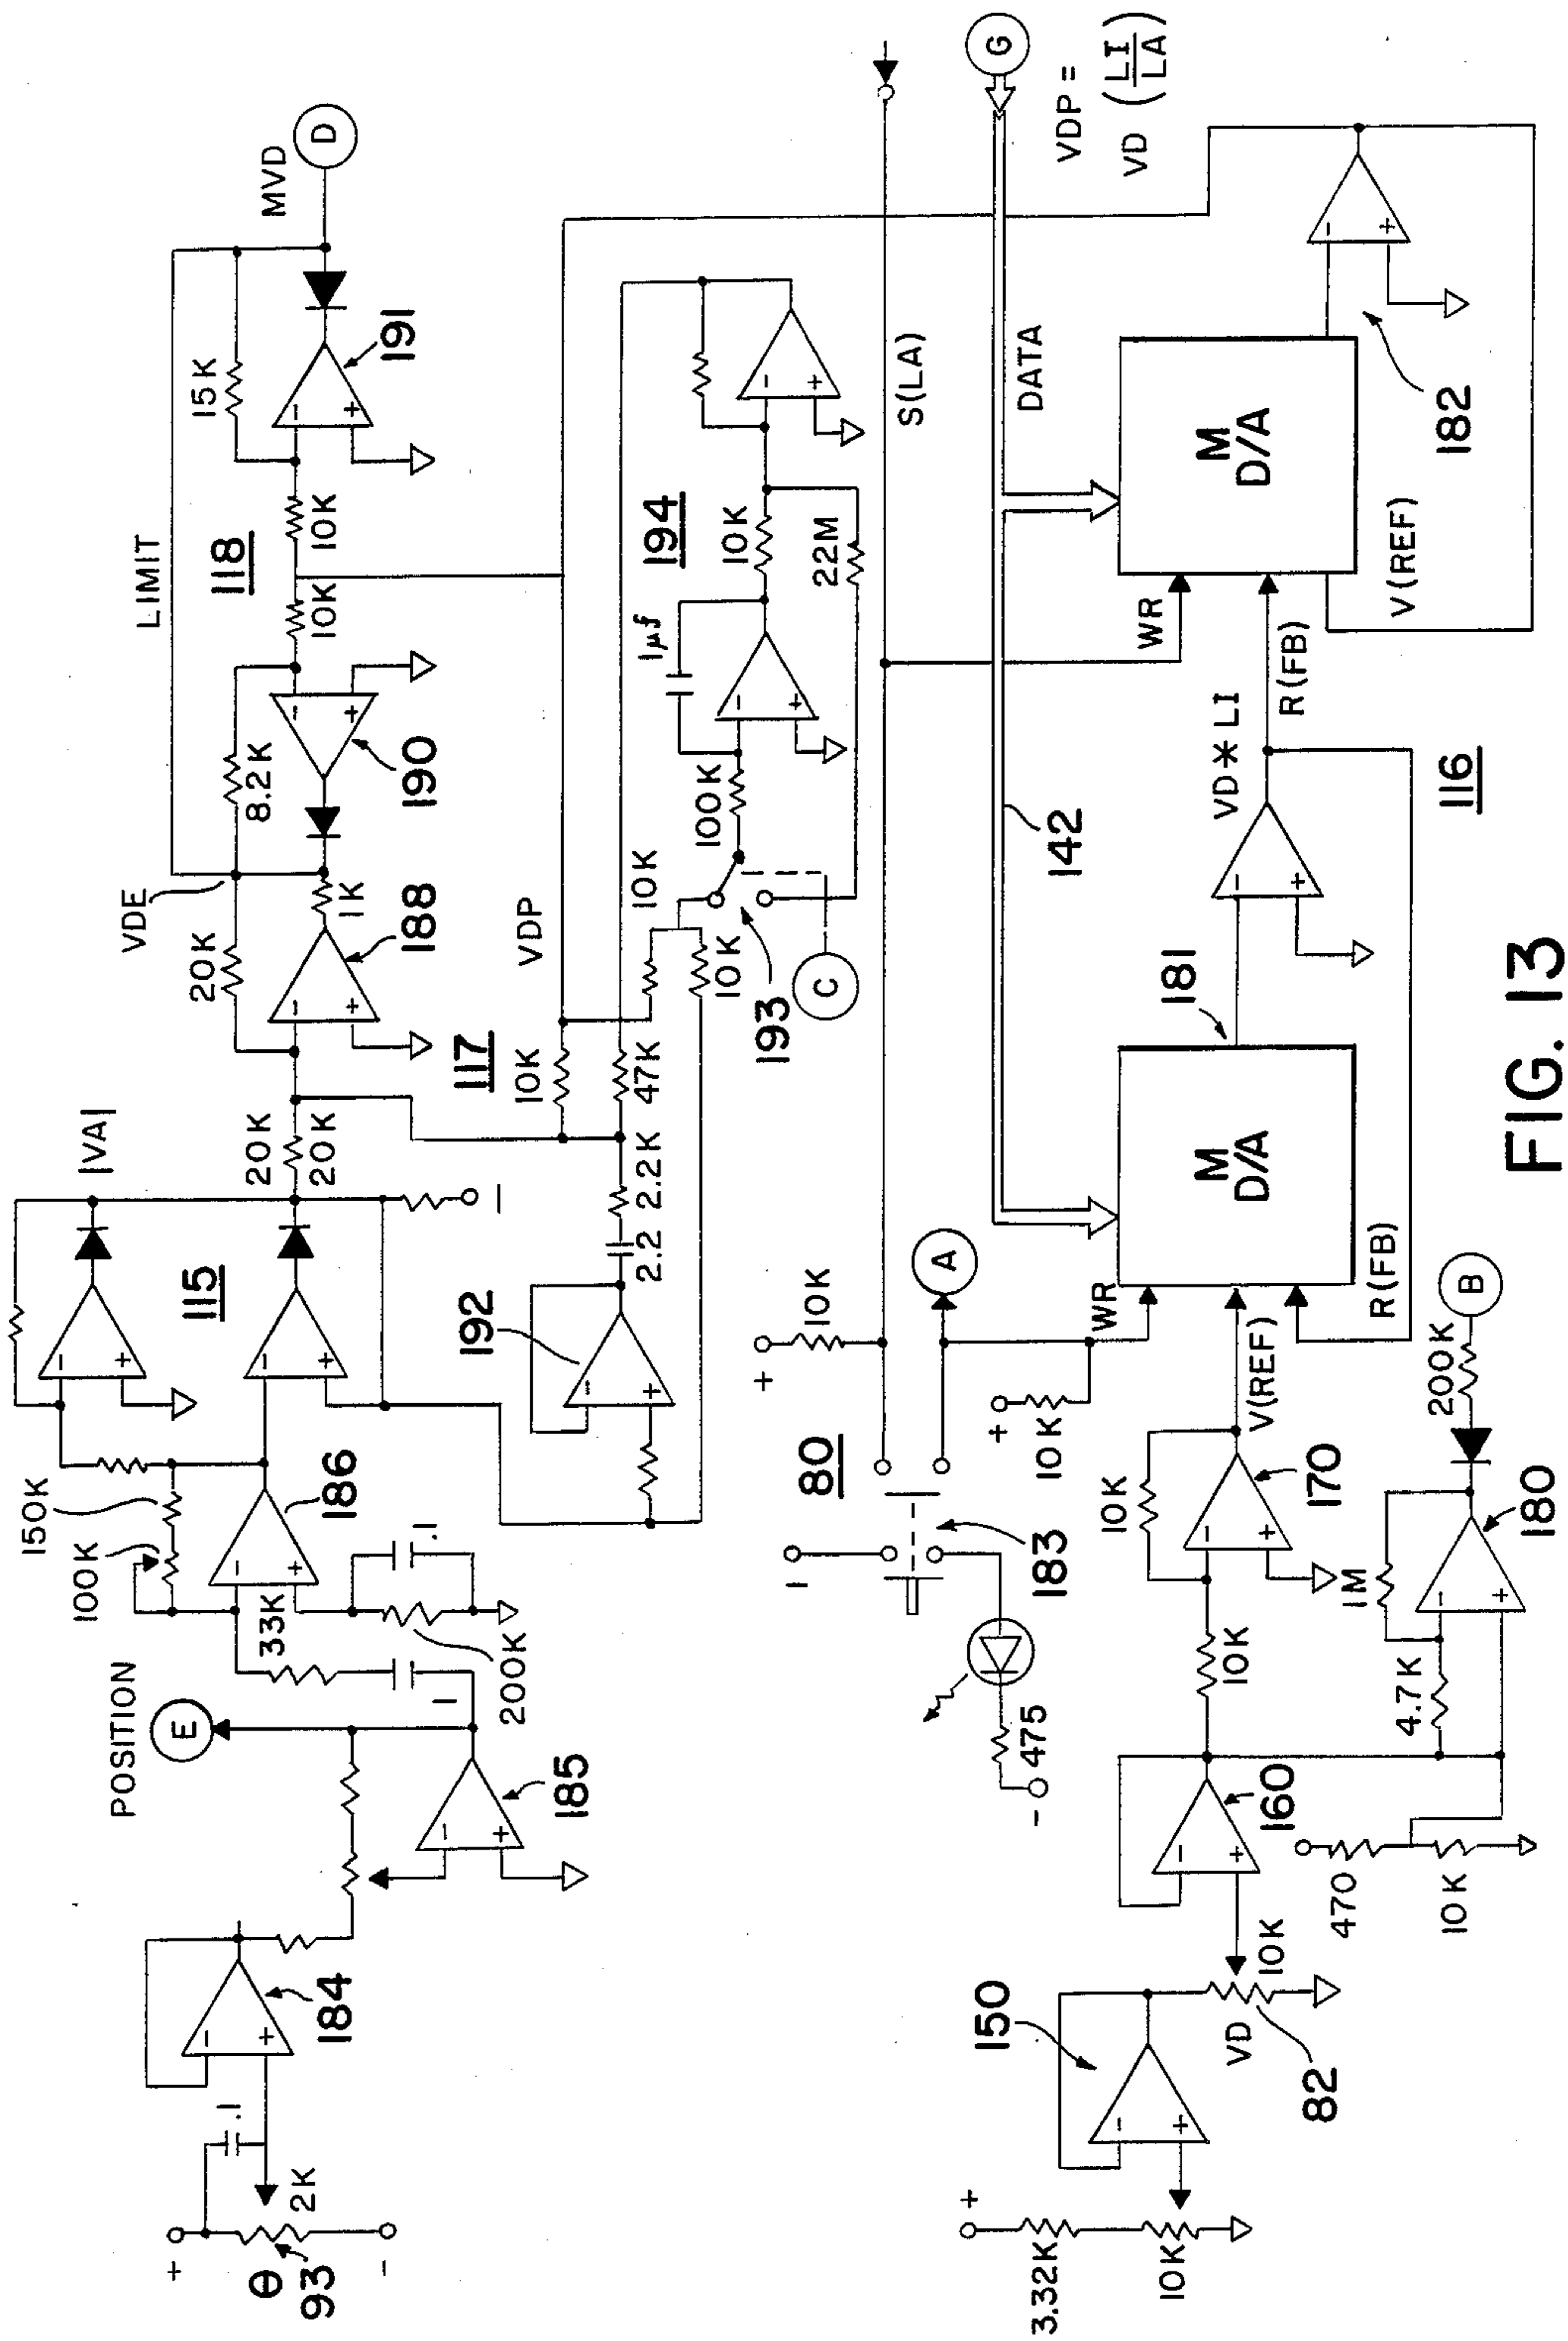 POSITION
E
θ
93
2K
.1
+
-
-
+
184
-
+
185
1
33K
200K
.1
100K
150K
-
+
186
-
+
115
-
+
|VA|
20K
20K
-
VDE
20K
-
+
188
1K
117
LIMIT
8.2K
-
+
190
10K
118
10K
15K
-
+
191
MVD
D
192
-
+
2.2
2.2K
47K
10K
VDP
10K
10K
193
C
100K
1µf
-
+
194
10K
22M
-
+
80
183
-
475
-
+
10K
+
10K
A
S(LA)
142
DATA
G
VDP =
VD (LI/LA)
3.32K
+
10K
150
-
+
VD
82
10K
160
-
+
470
10K
10K
10K
170
-
+
4.7K
1M
180
-
+
200K
B
V(REF)
WR
R(FB)
M
D/A
181
-
+
VD*LI
116
R(FB)
WR
M
D/A
V(REF)
182
-
+
FIG. 13